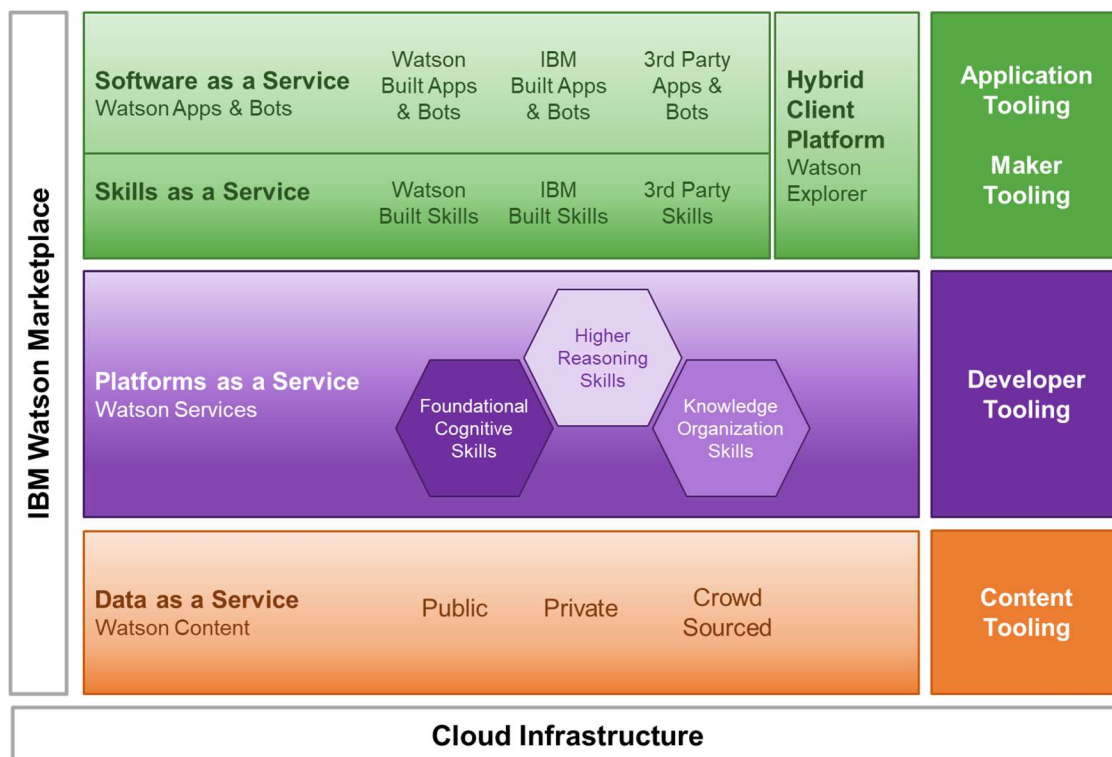 IBM Watson Marketplace
Software as a Service
Watson Apps & Bots
Watson
Built Apps
& Bots
IBM
Built Apps
& Bots
3rd Party
Apps &
Bots
Skills as a Service
Watson
Built Skills
IBM
Built Skills
3rd Party
Skills
Hybrid
Client
Platform
Watson
Explorer
Application
Tooling
Maker
Tooling
Platforms as a Service
Watson Services
Foundational
Cognitive
Skills
Higher
Reasoning
Skills
Knowledge
Organization
Skills
Developer
Tooling
Data as a Service
Watson Content
Public
Private
Crowd
Sourced
Content
Tooling
Cloud Infrastructure